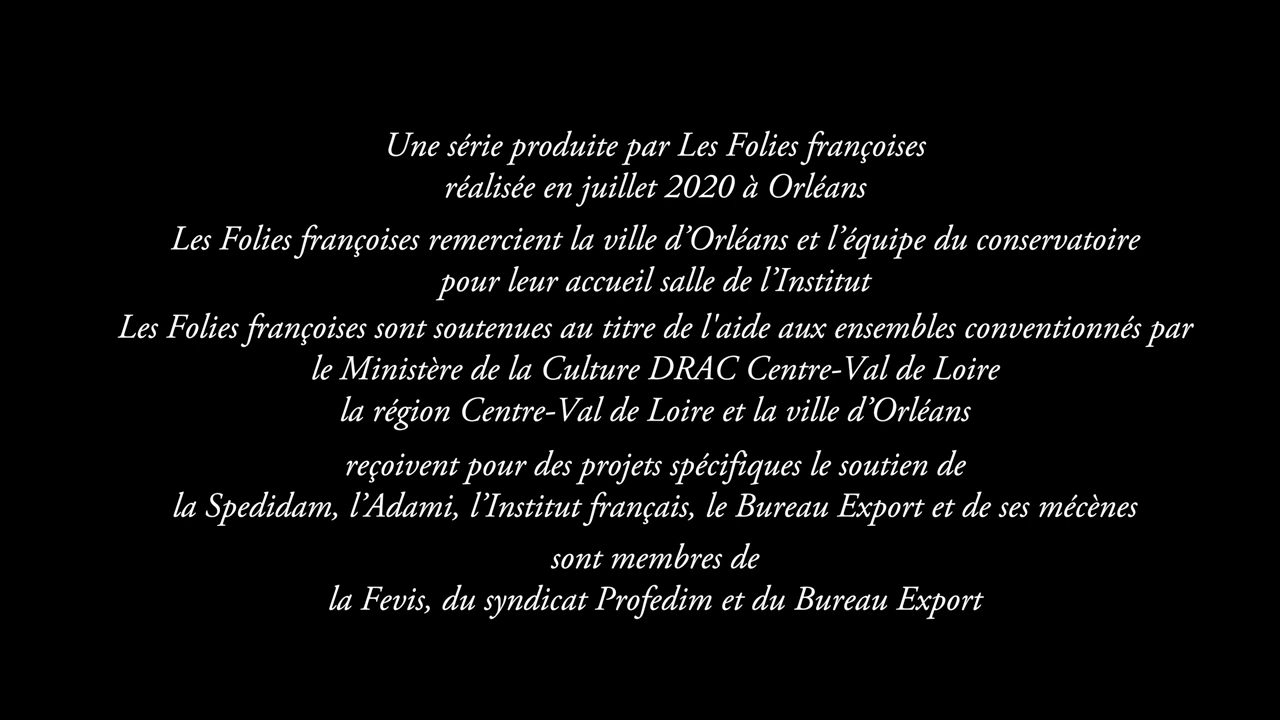 Une série produite par Les Folies françoises
réalisée en juillet 2020 à Orléans
Les Folies françoises remercient la ville d’Orléans et l’équipe du conservatoire
pour leur accueil salle de l’Institut
Les Folies françoises sont soutenues au titre de l'aide aux ensembles conventionnés par
le Ministère de la Culture DRAC Centre-Val de Loire
la région Centre-Val de Loire et la ville d’Orléans
reçoivent pour des projets spécifiques le soutien de
la Spedidam, l’Adami, l’Institut français, le Bureau Export et de ses mécènes
sont membres de
la Fevis, du syndicat Profedim et du Bureau Export